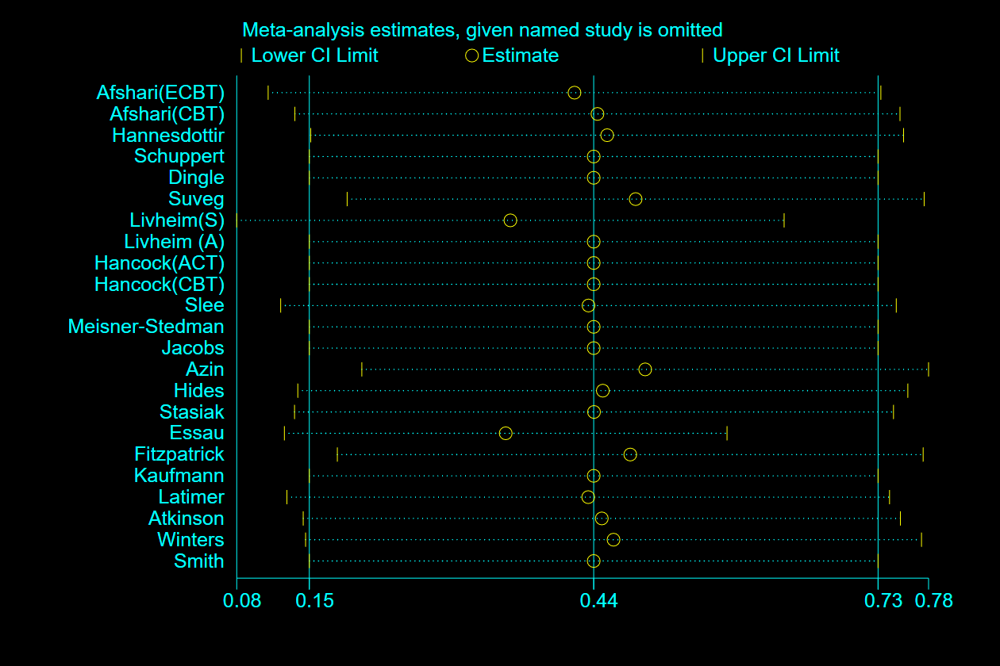 Meta-analysis estimates, given named study is omitted
Lower CI Limit Estimate Upper CI Limit
Afshari(ECBT)
Afshari(CBT)
Hannesdottir
Schuppert
Dingle
Suveg
Livheim(S)
Livheim (A)
Hancock(ACT)
Hancock(CBT)
Slee
Meisner-Stedman
Jacobs
Azin
Hides
Stasiak
Essau
Fitzpatrick
Kaufmann
Latimer
Atkinson
Winters
Smith
0.08 0.15 0.44 0.73 0.78